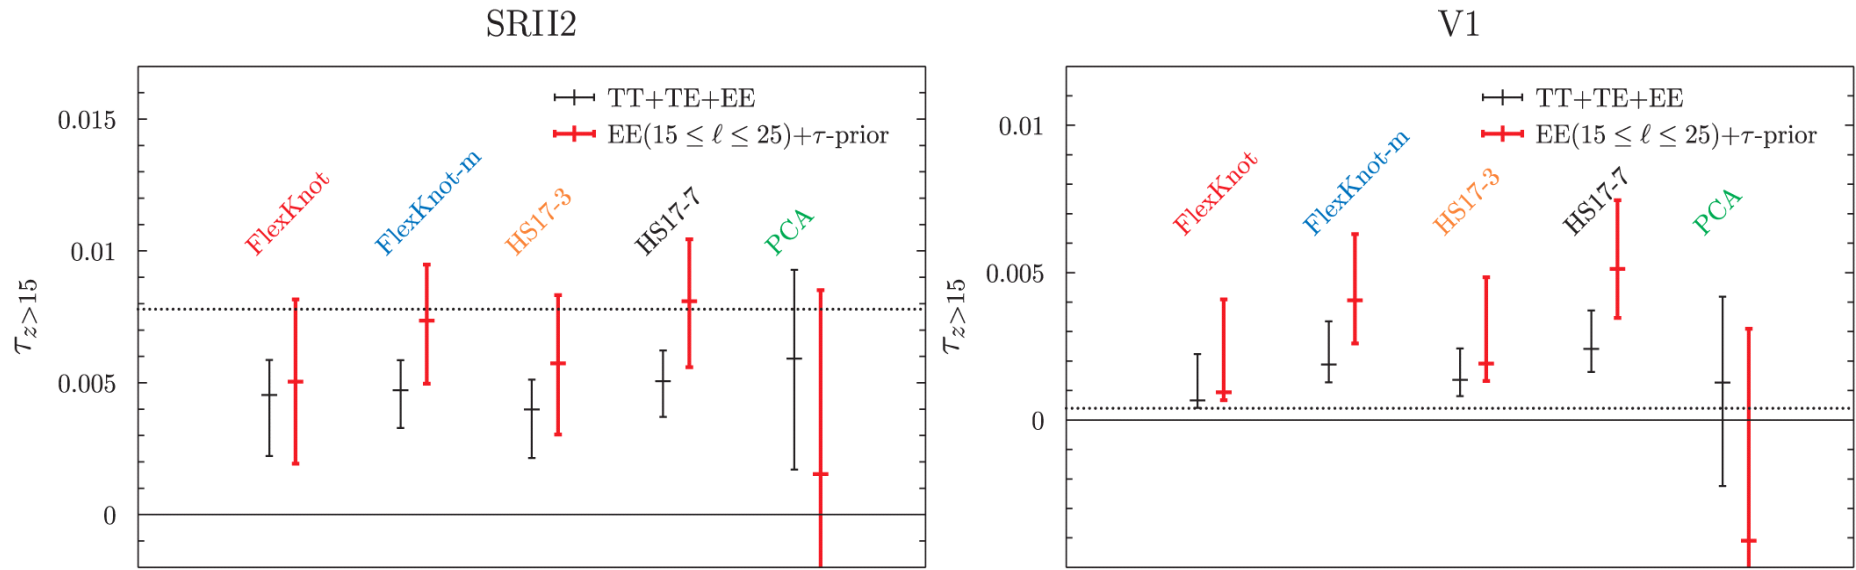 SRII2
TT+TE+EE
EE(15 ≤ ℓ ≤ 25)+τ-prior
0.015
0.01
0.005
0
τz>15
FlexKnot
FlexKnot-m
HS17-3
HS17-7
PCA
V1
TT+TE+EE
EE(15 ≤ ℓ ≤ 25)+τ-prior
0.01
0.005
0
τz>15
FlexKnot
FlexKnot-m
HS17-3
HS17-7
PCA